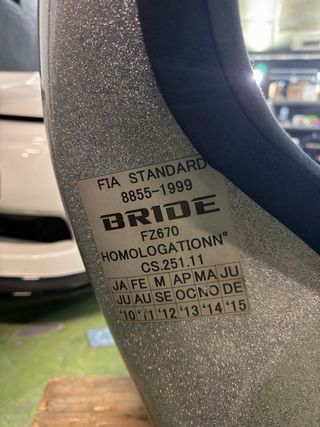 FIA STANDARD
8855-1999
BRIDE
FZ670
HOMOLOGATIONN°
CS.251.11
JA FE M AP MA JU
JU AU SE OC NO DE
'10 '11 '12 '13 '14 '15